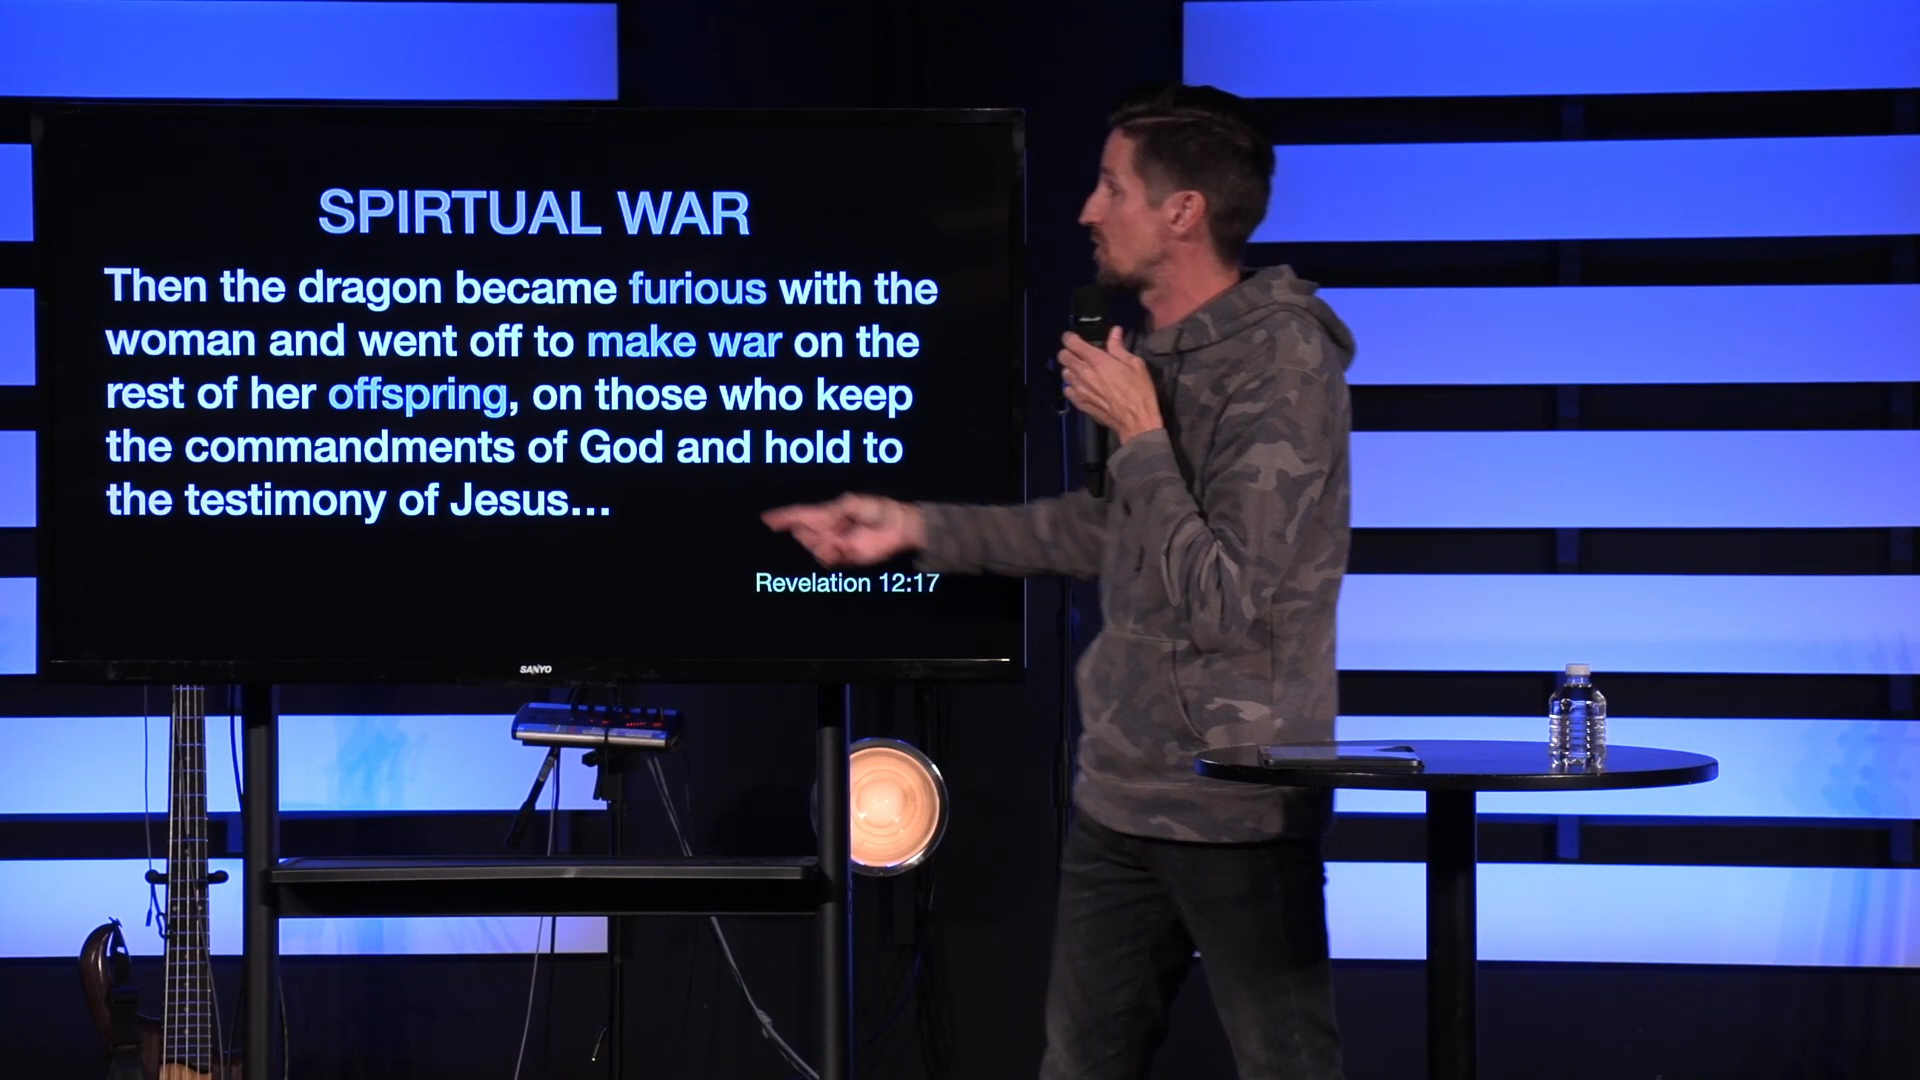 SPIRTUAL WAR
Then the dragon became furious with the
woman and went off to make war on the
rest of her offspring, on those who keep
the commandments of God and hold to
the testimony of Jesus...
Revelation 12:17
SANYO